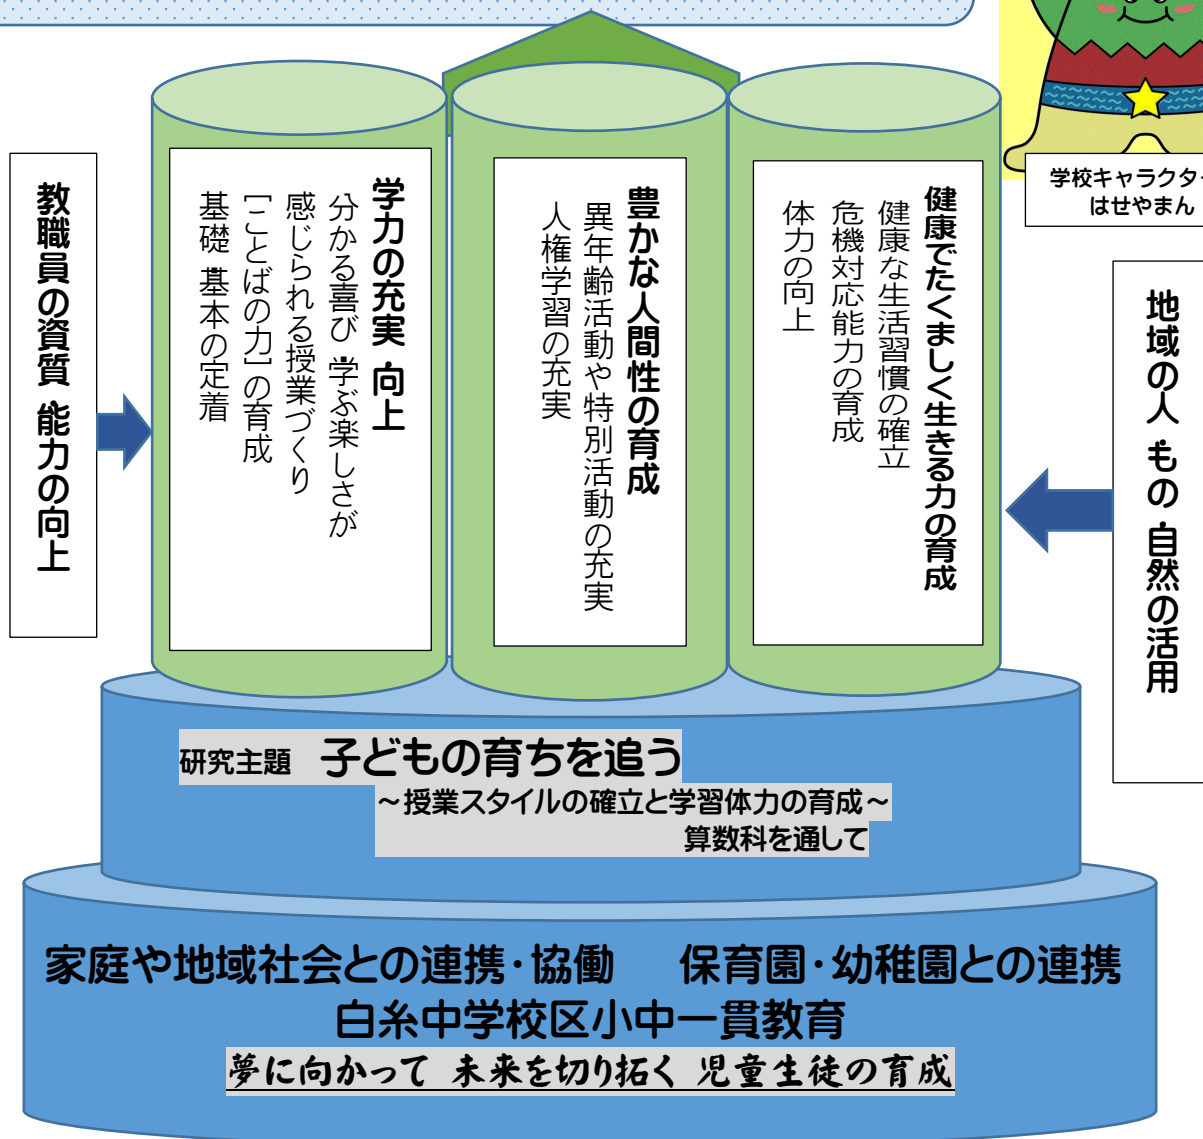 学校キャラクター
はせやまん
教職員の資質・能力の向上
学力の充実・向上
分かる喜び・学ぶ楽しさが
感じられる授業づくり
[ことばの力]の育成
基礎・基本の定着
豊かな人間性の育成
異年齢活動や特別活動の充実
人権学習の充実
健康でたくましく生きる力の育成
健康な生活習慣の確立
危機対応能力の育成
体力の向上
地域の人・もの・自然の活用
研究主題 子どもの育ちを追う
~授業スタイルの確立と学習体力の育成~
算数科を通して
家庭や地域社会との連携・協働 保育園・幼稚園との連携
白糸中学校区小中一貫教育
夢に向かって 未来を切り拓く 児童生徒の育成